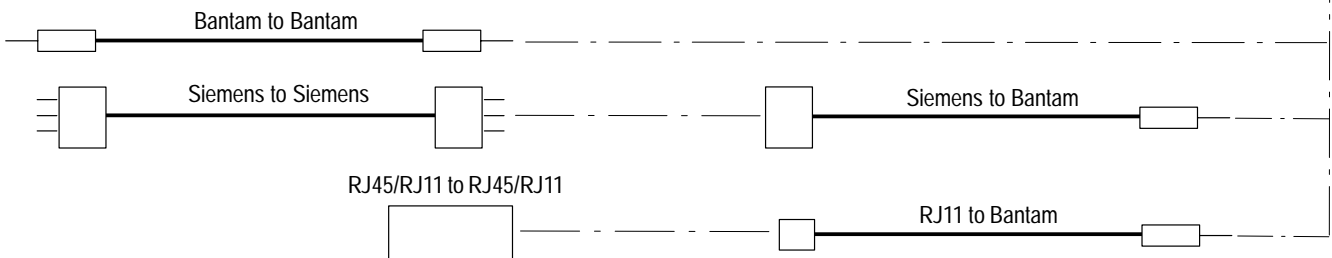 Bantam to Bantam
Siemens to Siemens
Siemens to Bantam
RJ45/RJ11 to RJ45/RJ11
RJ11 to Bantam